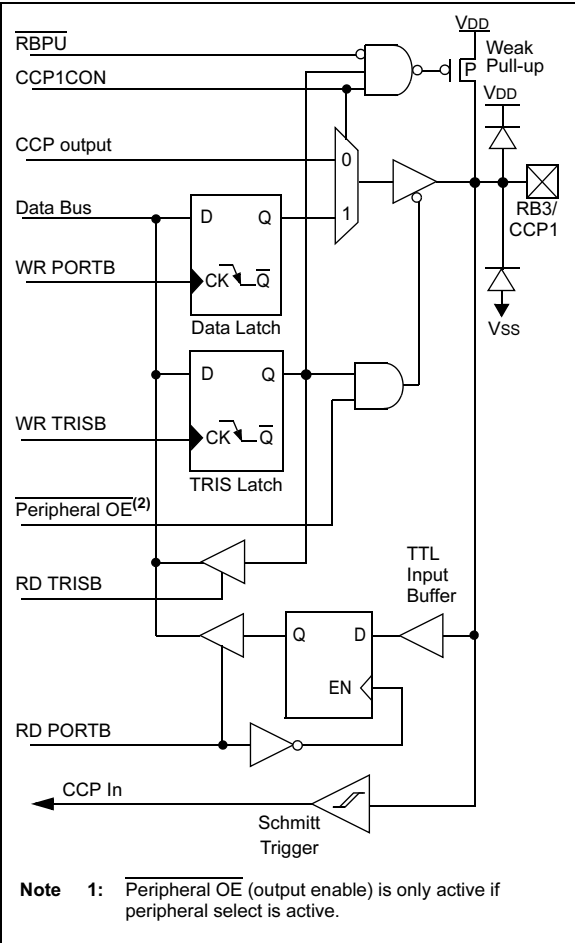 VDD
RBPU
Weak
Pull-up
P
CCP1CON
VDD
CCP output
0
RB3/
CCP1
Data Bus
D Q
1
WR PORTB
CK Q
VSS
Data Latch
D Q
WR TRISB
CK Q
TRIS Latch
Peripheral OE(2)
TTL
Input
Buffer
RD TRISB
Q D
EN
RD PORTB
CCP In
Schmitt
Trigger
Note 1: Peripheral OE (output enable) is only active if
peripheral select is active.